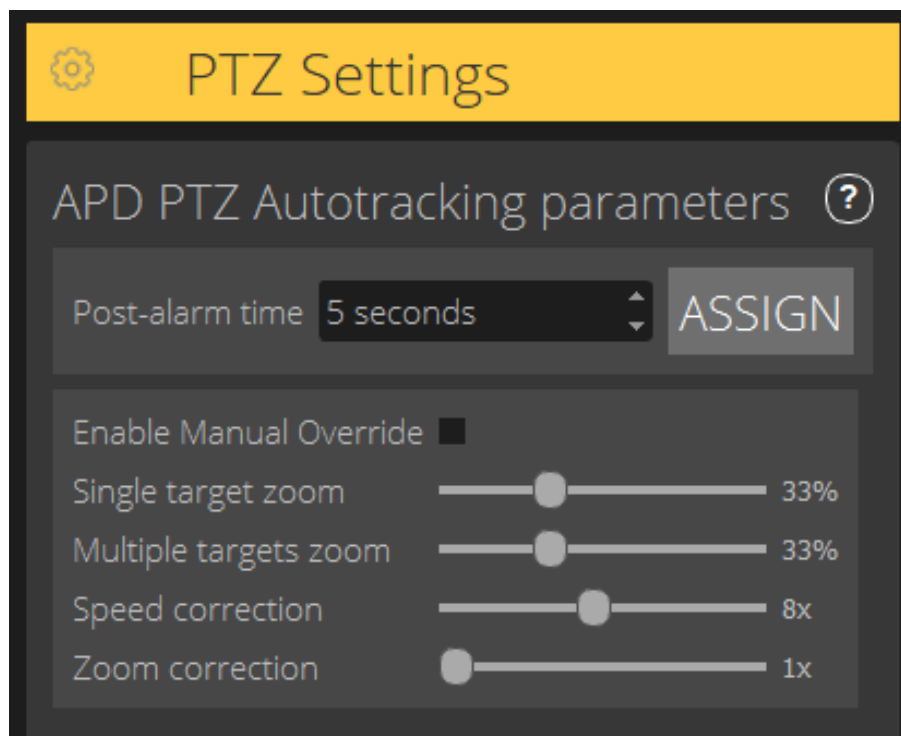 PTZ Settings
APD PTZ Autotracking parameters ?
Post-alarm time 5 seconds ASSIGN
Enable Manual Override
Single target zoom 33%
Multiple targets zoom 33%
Speed correction 8x
Zoom correction 1x